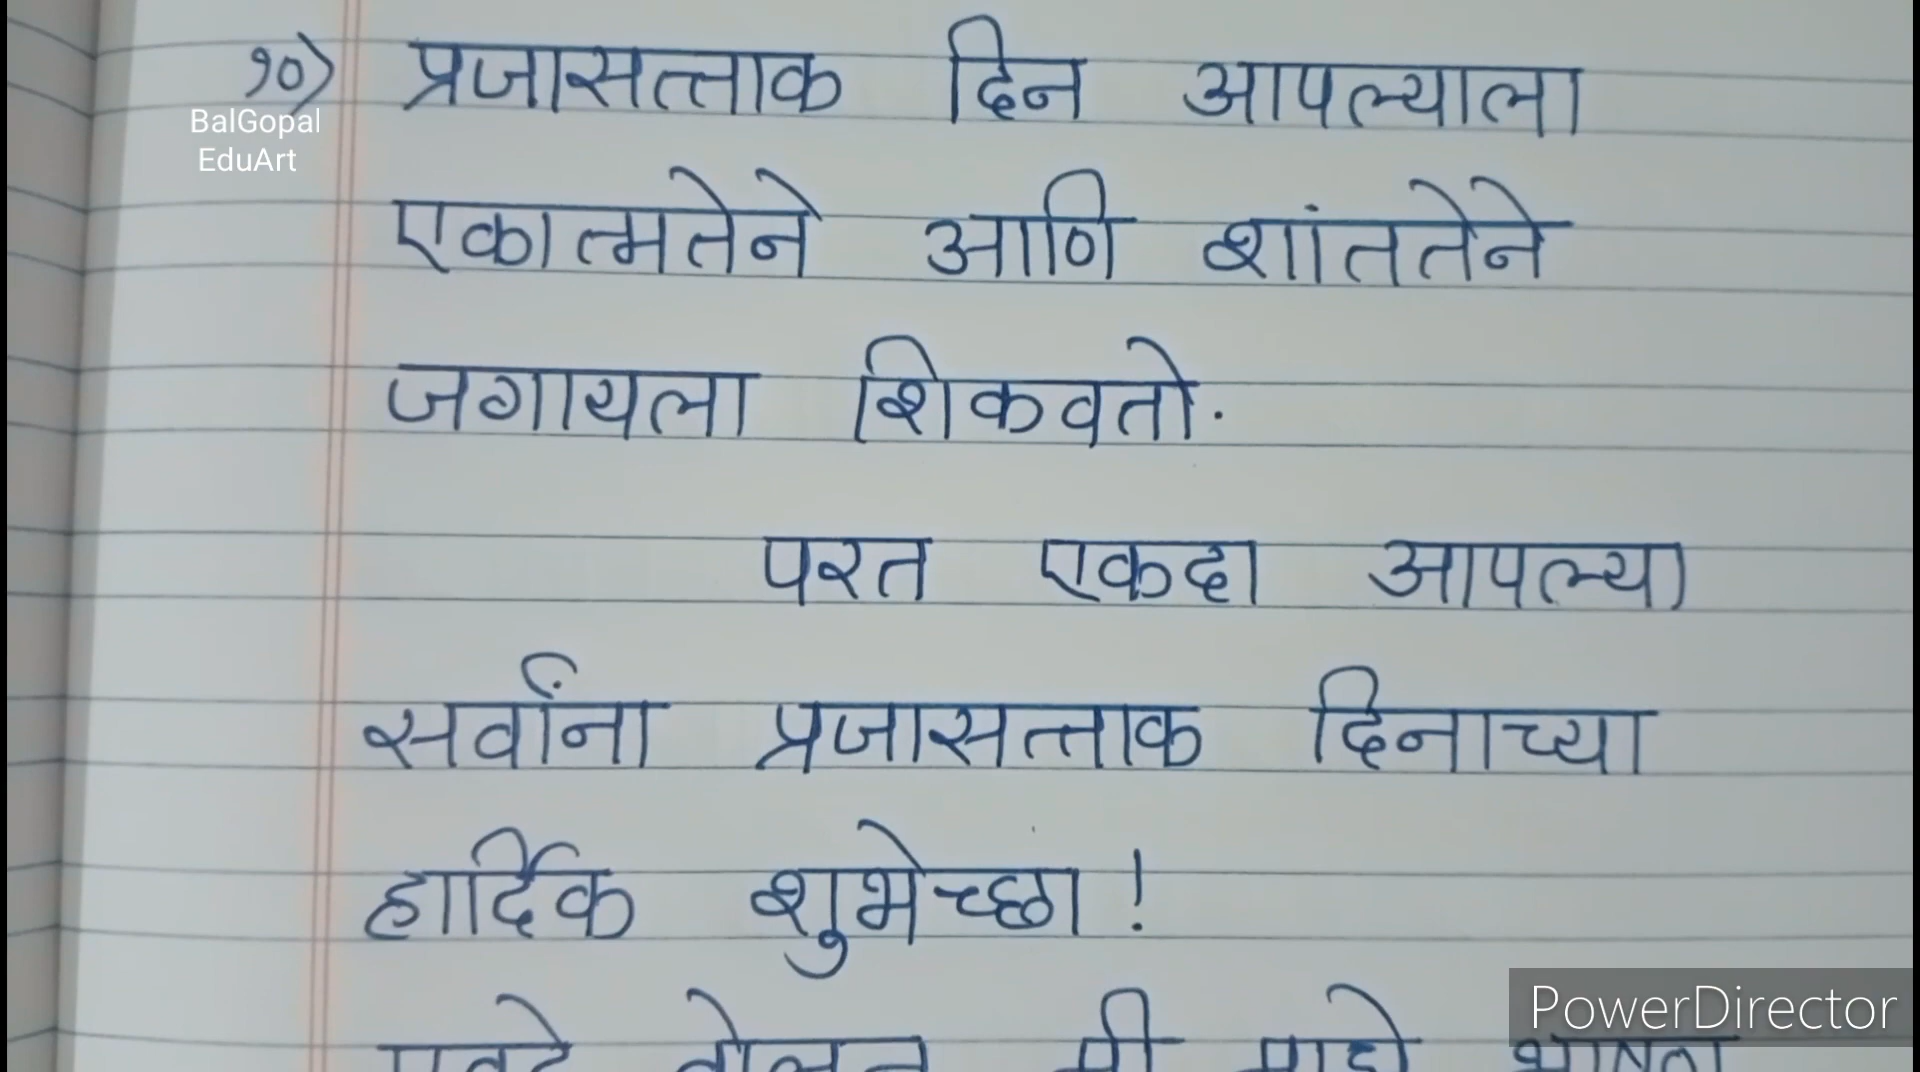 १०) प्रजासत्ताक दिन आपल्याला
BalGopal
EduArt
एकात्मतेने आणि शांततेने
जगायला शिकवतो.
परत एकदा आपल्या
सर्वांना प्रजासत्ताक दिनाच्या
हार्दिक शुभेच्छा !
PowerDirector